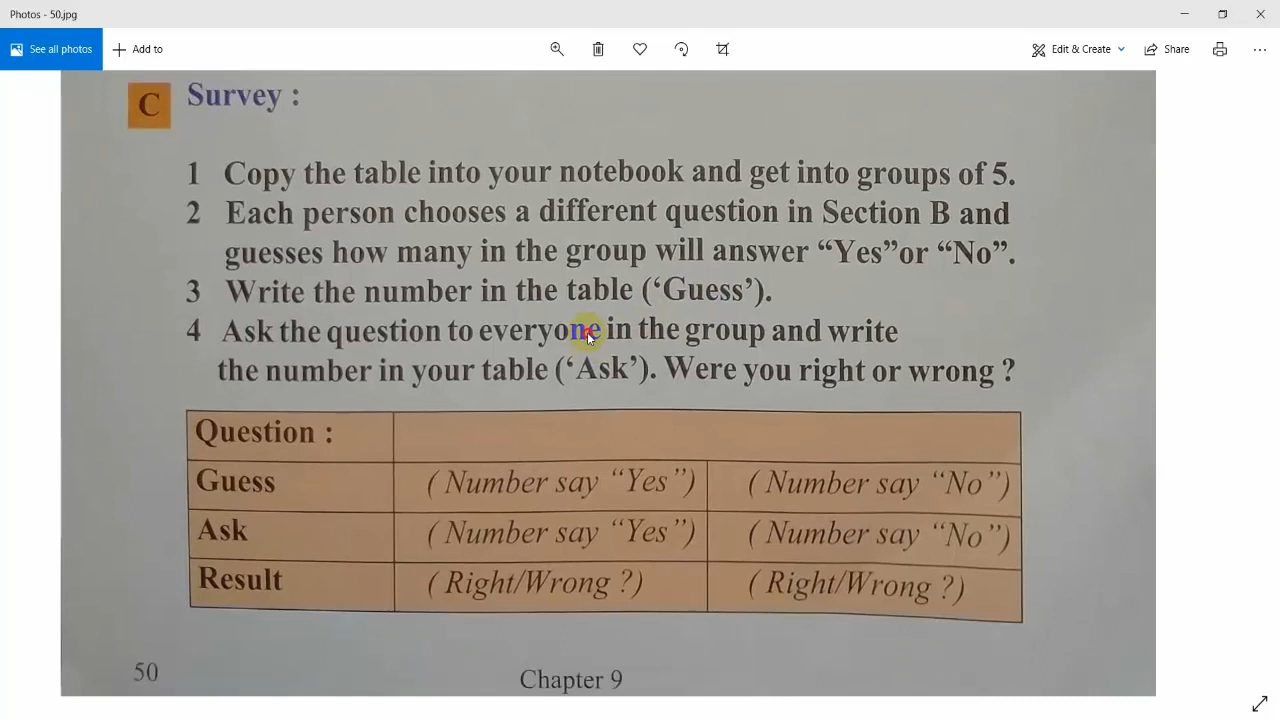 Photos - 50.jpg
See all photos
Add to
Edit & Create
Share
C Survey :
1 Copy the table into your notebook and get into groups of 5.
2 Each person chooses a different question in Section B and
guesses how many in the group will answer “Yes”or “No”.
3 Write the number in the table (‘Guess’).
4 Ask the question to everyone in the group and write
the number in your table (‘Ask’). Were you right or wrong ?
Question :
Guess ( Number say “Yes”) ( Number say “No”)
Ask ( Number say “Yes”) ( Number say “No”)
Result ( Right/Wrong ?) ( Right/Wrong ?)
50 Chapter 9